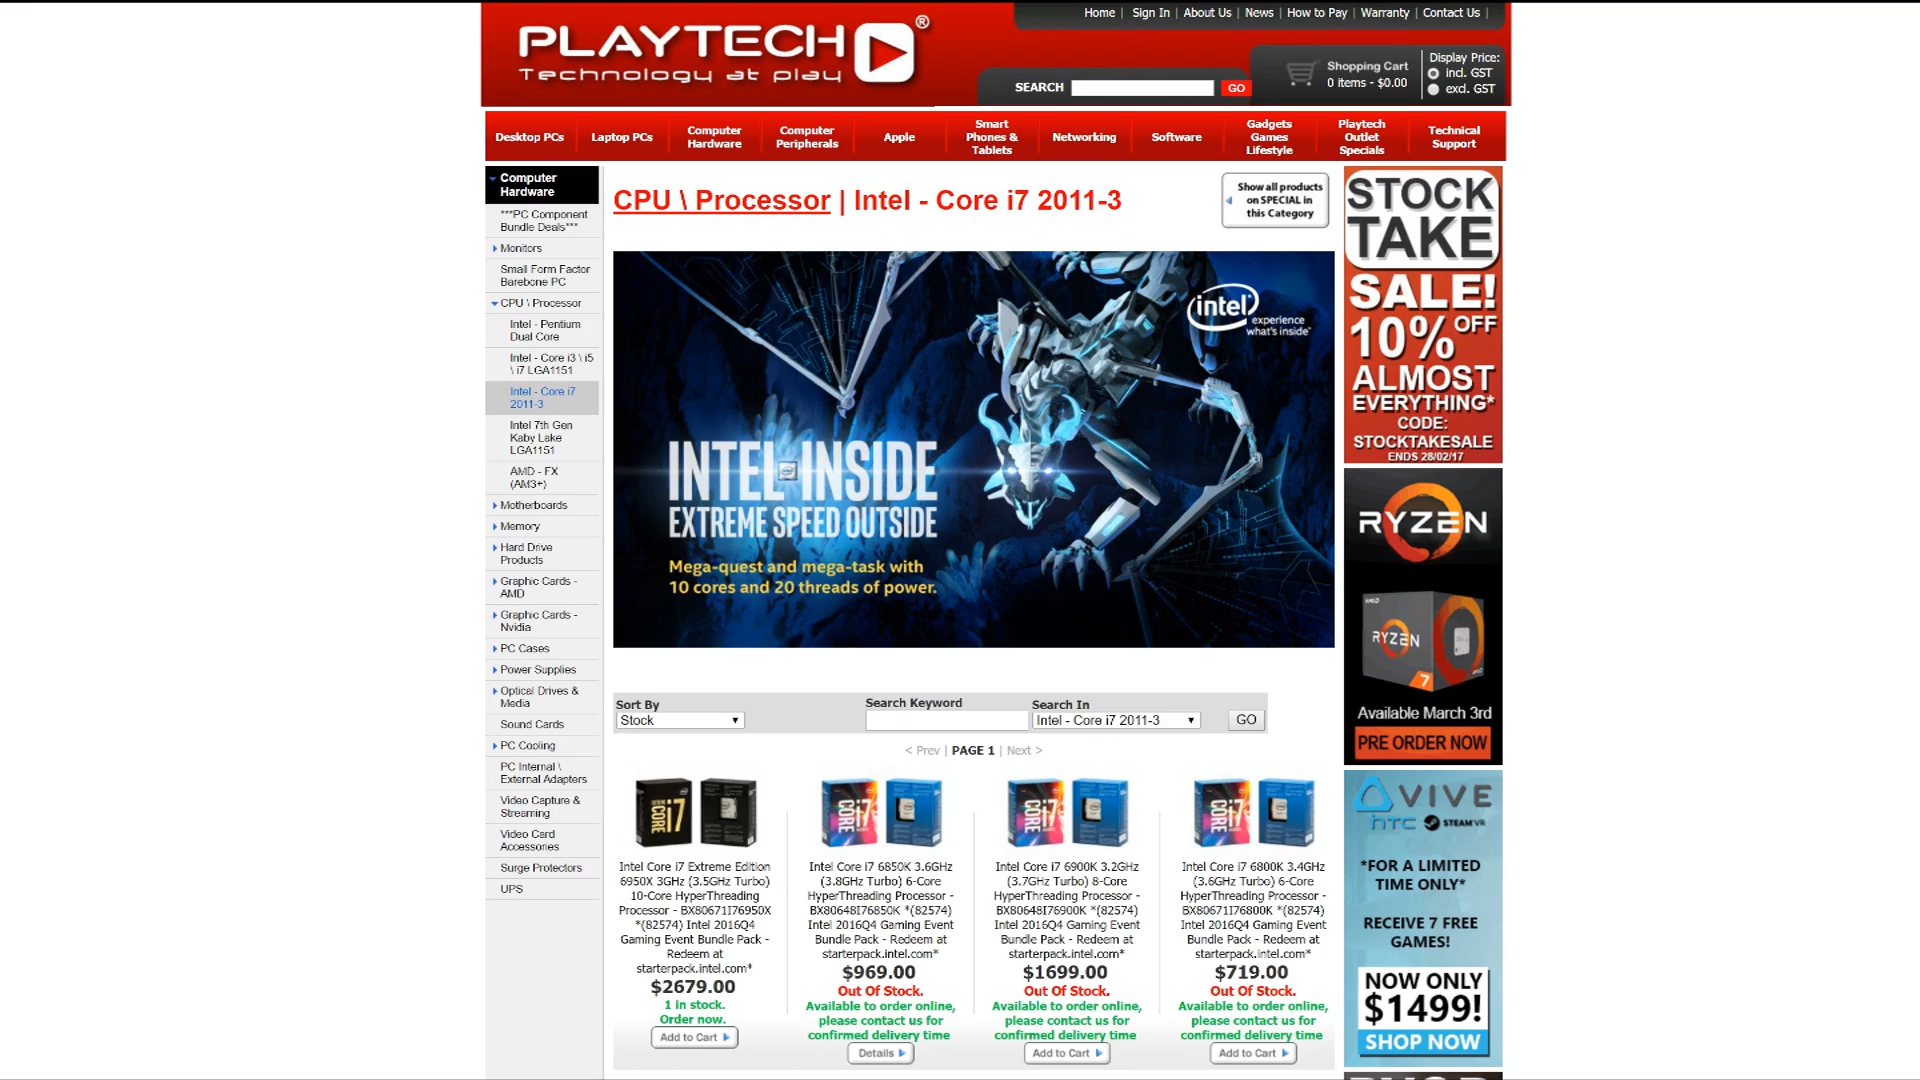 PLAYTECH
®
Technology at play
Home | Sign In | About Us | News | How to Pay | Warranty | Contact Us |
SEARCH
GO
Shopping Cart
0 items - $0.00
Display Price:
incl. GST
excl. GST
Desktop PCs
Laptop PCs
Computer
Hardware
Computer
Peripherals
Apple
Smart
Phones &
Tablets
Networking
Software
Gadgets
Games
Lifestyle
Playtech
Outlet
Specials
Technical
Support
Computer
Hardware
***PC Component
Bundle Deals***
Monitors
Small Form Factor
Barebone PC
CPU \ Processor
Intel - Pentium
Dual Core
Intel - Core i3 \ i5
\ i7 LGA1151
Intel - Core i7
2011-3
Intel 7th Gen
Kaby Lake
LGA1151
AMD - FX
(AM3+)
Motherboards
Memory
Hard Drive
Products
Graphic Cards -
AMD
Graphic Cards -
Nvidia
PC Cases
Power Supplies
Optical Drives &
Media
Sound Cards
PC Cooling
PC Internal \
External Adapters
Video Capture &
Streaming
Video Card
Accessories
Surge Protectors
UPS
CPU \ Processor | Intel - Core i7 2011-3
Show all products
on SPECIAL in
this Category
intel
experience
what's inside™
INTEL INSIDE
EXTREME SPEED OUTSIDE
Mega-quest and mega-task with
10 cores and 20 threads of power.
Sort By
Stock
Search Keyword
Search In
Intel - Core i7 2011-3
GO
< Prev | PAGE 1 | Next >
CORE i7
Intel Core i7 Extreme Edition
6950X 3GHz (3.5GHz Turbo)
10-Core HyperThreading
Processor - BX80671I76950X
*(82574) Intel 2016Q4
Gaming Event Bundle Pack -
Redeem at
starterpack.intel.com*
$2679.00
1 in stock.
Order now.
Add to Cart
CORE i7
Intel Core i7 6850K 3.6GHz
(3.8GHz Turbo) 6-Core
HyperThreading Processor -
BX80648I76850K *(82574)
Intel 2016Q4 Gaming Event
Bundle Pack - Redeem at
starterpack.intel.com*
$969.00
Out Of Stock.
Available to order online,
please contact us for
confirmed delivery time
Details
CORE i7
Intel Core i7 6900K 3.2GHz
(3.7GHz Turbo) 8-Core
HyperThreading Processor -
BX80648I76900K *(82574)
Intel 2016Q4 Gaming Event
Bundle Pack - Redeem at
starterpack.intel.com*
$1699.00
Out Of Stock.
Available to order online,
please contact us for
confirmed delivery time
Add to Cart
CORE i7
Intel Core i7 6800K 3.4GHz
(3.6GHz Turbo) 6-Core
HyperThreading Processor -
BX80671I76800K *(82574)
Intel 2016Q4 Gaming Event
Bundle Pack - Redeem at
starterpack.intel.com*
$719.00
Out Of Stock.
Available to order online,
please contact us for
confirmed delivery time
Add to Cart
STOCK
TAKE
SALE!
10% OFF
ALMOST
EVERYTHING*
CODE:
STOCKTAKESALE
ENDS 28/02/17
RYZEN
AMD
RYZEN
7
Available March 3rd
PRE ORDER NOW
VIVE
hTC STEAMVR
*FOR A LIMITED
TIME ONLY*
RECEIVE 7 FREE
GAMES!
NOW ONLY
$1499!
SHOP NOW